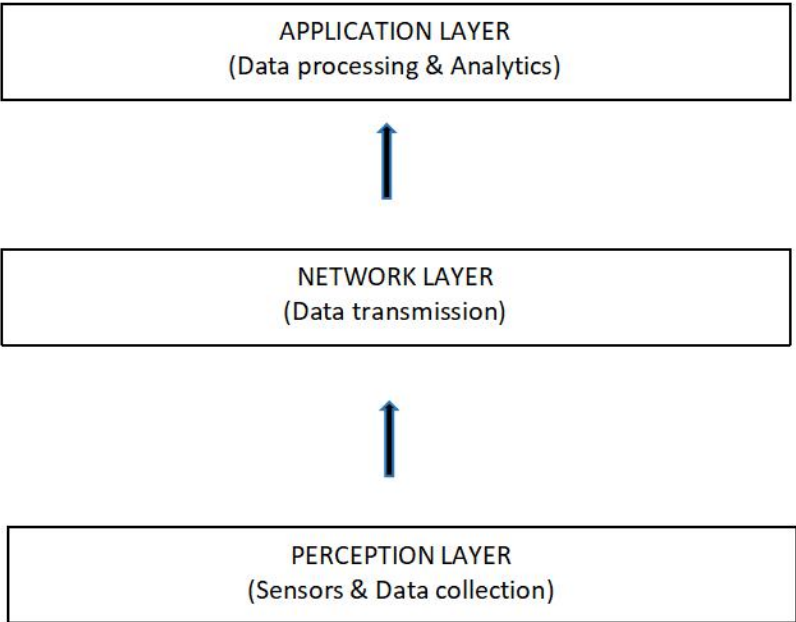 APPLICATION LAYER
(Data processing & Analytics)
NETWORK LAYER
(Data transmission)
PERCEPTION LAYER
(Sensors & Data collection)